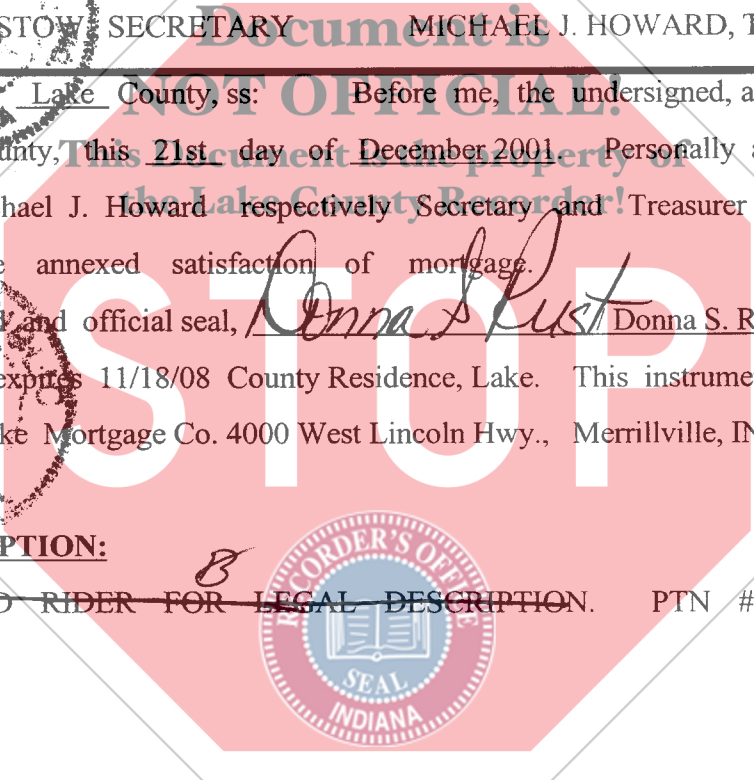 STOW, SECRETARY MICHAEL J. HOWARD, T
Document is
NOT OFFICIAL!
Lake County, ss: Before me, the undersigned, a
unty, this 21st day of December 2001. Personally a
This Document is the property of
the Lake County Recorder!
hael J. Howard respectively Secretary and Treasurer
e annexed satisfaction of mortgage.
and official seal, Donna S Rust Donna S. R
expires 11/18/08 County Residence, Lake. This instrume
ke Mortgage Co. 4000 West Lincoln Hwy., Merrillville, IN
STOP
PTION:
B
D RIDER FOR LEGAL DESCRIPTION. PTN #
RECORDER'S OFFICE
SEAL
INDIANA